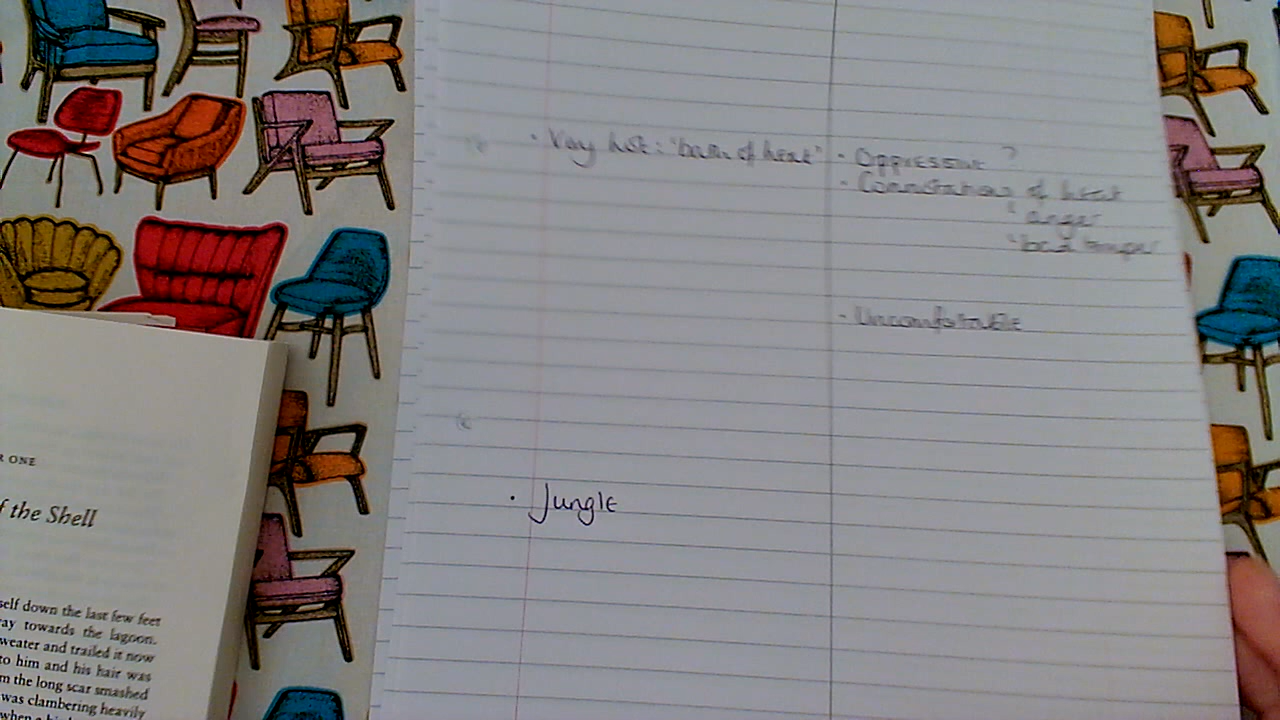 · Very hot: "bath of heat"
· Oppressive ?
· Connotations of heat
" anger
" bad temper
· Uncomfortable
· Jungle
R ONE
f the Shell
self down the last few feet
ay towards the lagoon.
weater and trailed it now
to him and his hair was
m the long scar smashed
was clambering heavily
when a